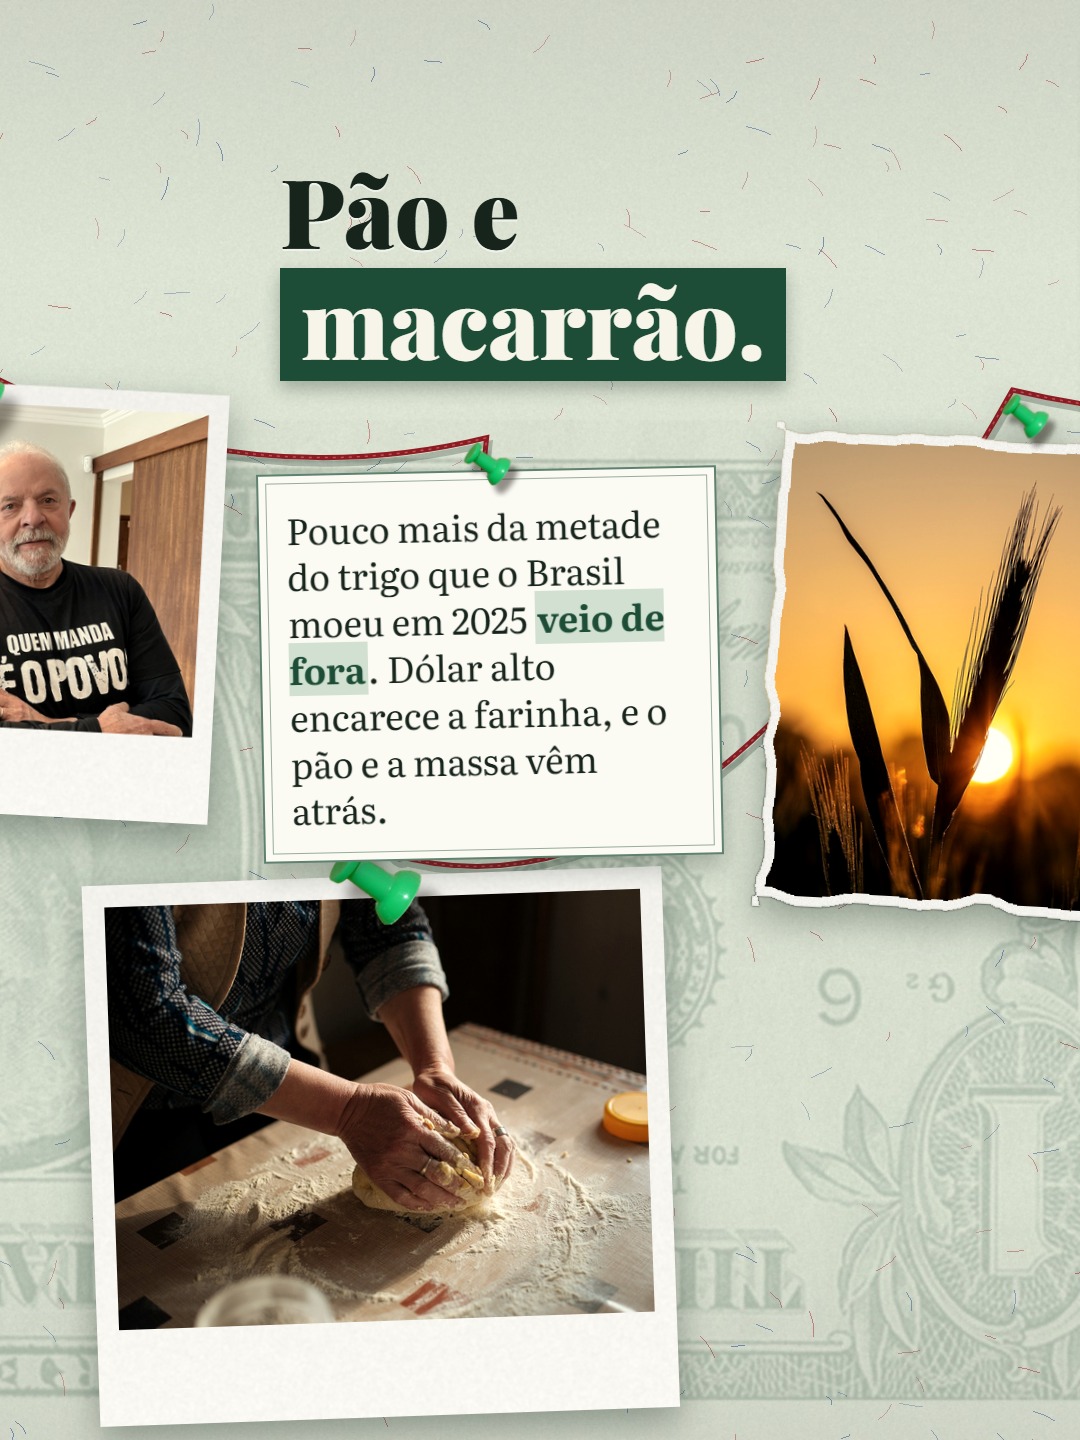 Pão e
macarrão.
QUEM MANDA
É O POVO
Pouco mais da metade
do trigo que o Brasil
moeu em 2025 veio de
fora. Dólar alto
encarece a farinha, e o
pão e a massa vêm
atrás.